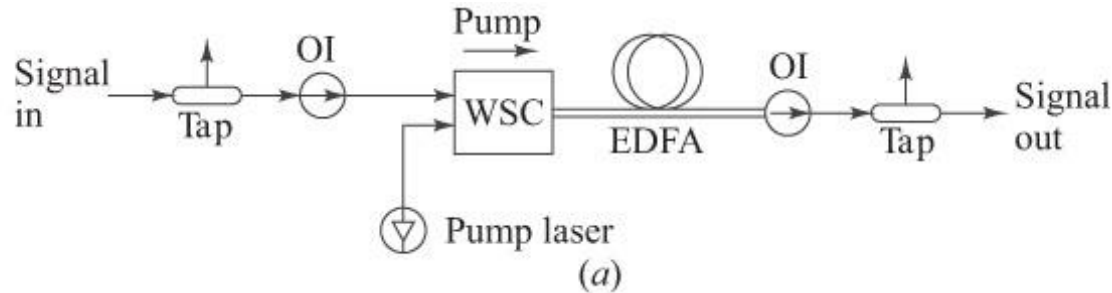 Pump
OI
OI
Signal
in
Signal
out
WSC
Tap
EDFA
Tap
Pump laser
(a)